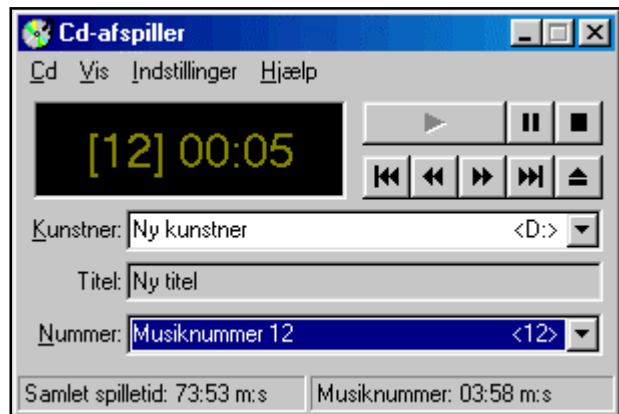 Cd-afspiller
Cd Vis Indstillinger Hjælp
[12] 00:05
Kunstner: Ny kunstner <D:>
Titel: Ny titel
Nummer: Musiknummer 12 <12>
Samlet spilletid: 73:53 m:s Musiknummer: 03:58 m:s